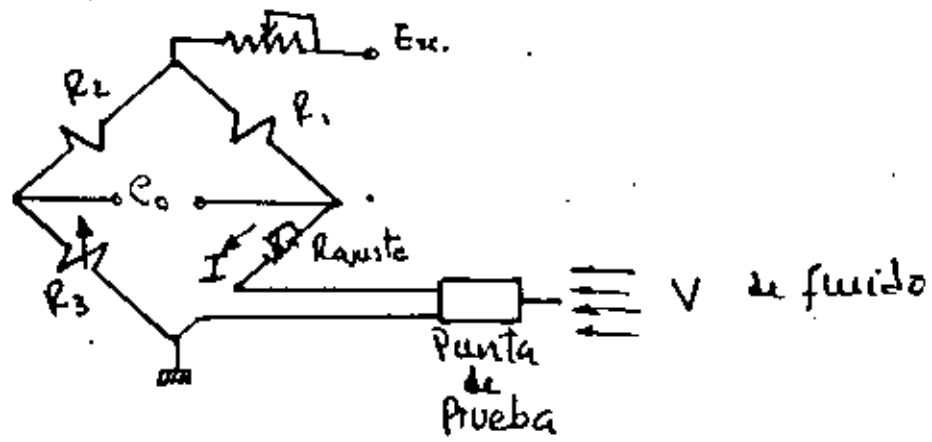 Exc.
R2
R1
eo
I
Rajuste
R3
V de fluido
Punta
de
Prueba